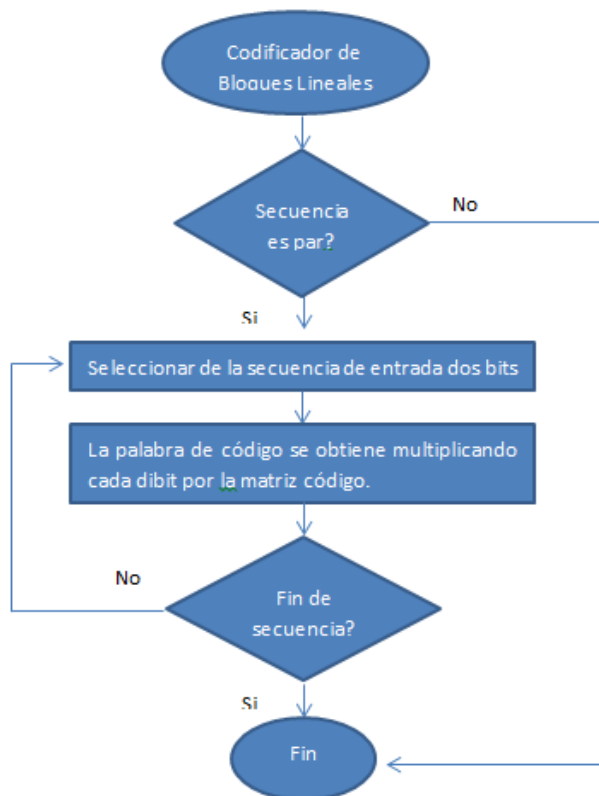 Codificador de
Bloques Lineales
Secuencia
es par?
No
Si
Seleccionar de la secuencia de entrada dos bits
La palabra de código se obtiene multiplicando
cada dibit por la matriz código.
No
Fin de
secuencia?
Si
Fin